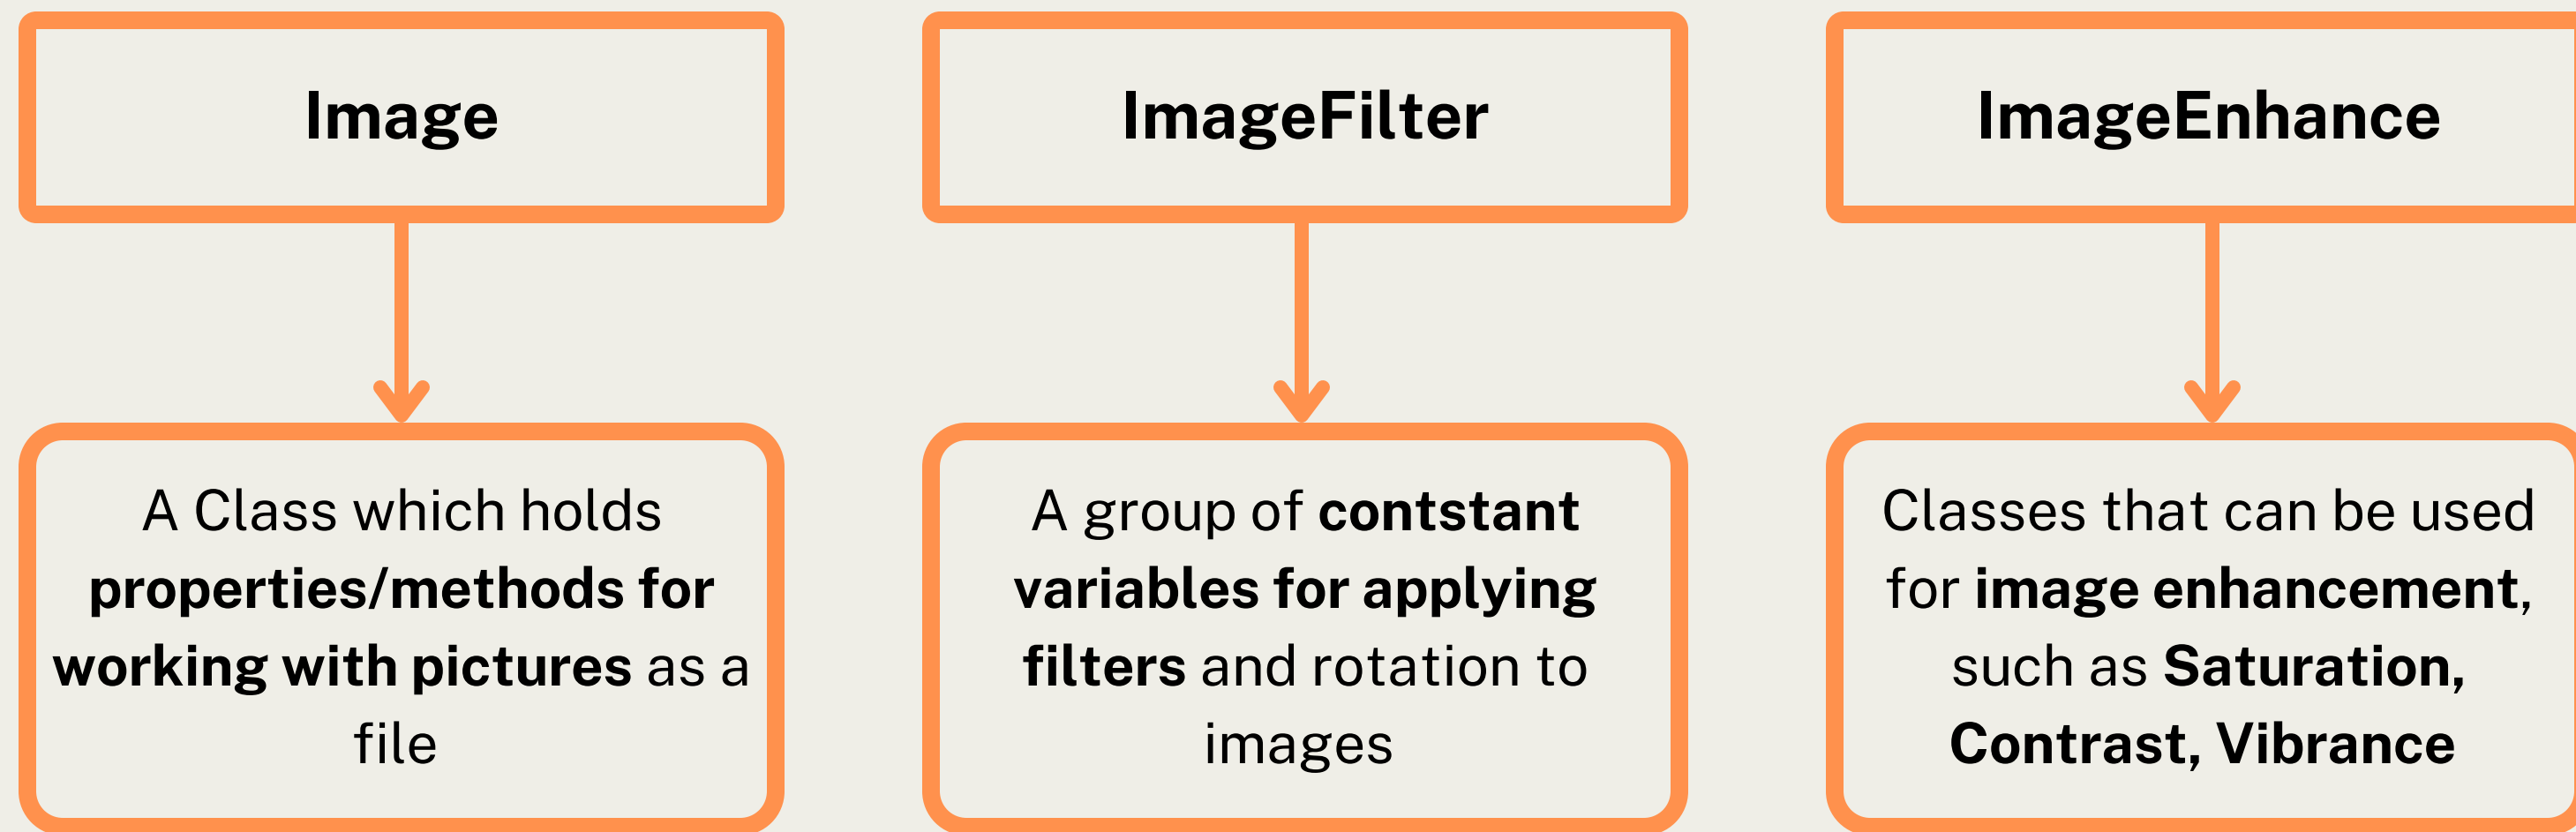 Image
ImageFilter
ImageEnhance
A Class which holds
properties/methods for
working with pictures as a
file
A group of contstant
variables for applying
filters and rotation to
images
Classes that can be used
for image enhancement,
such as Saturation,
Contrast, Vibrance